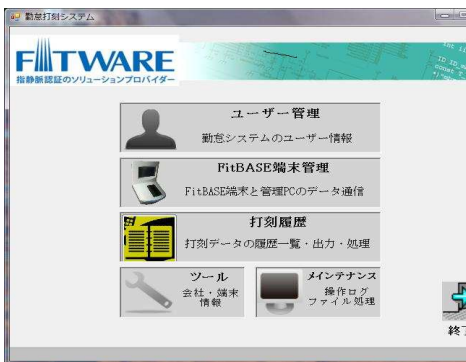 勤怠打刻システム
FITWARE
指静脈認証のソリューションプロバイダー
ユーザー管理
勤怠システムのユーザー情報
FitBASE端末管理
FitBASE端末と管理PCのデータ通信
打刻履歴
打刻データの履歴一覧・出力・処理
ツール
会社・端末
情報
メインテナンス
操作ログ
ファイル処理
終了